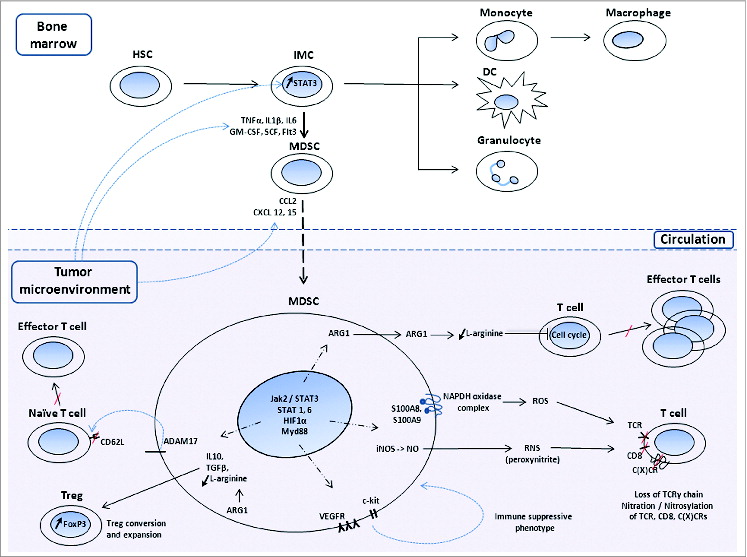 Bone
marrow
HSC
IMC
STAT3
Monocyte
Macrophage
DC
Granulocyte
TNFα, IL1β, IL6
GM-CSF, SCF, Flt3
MDSC
CCL2
CXCL 12, 15
Circulation
Tumor
microenvironment
MDSC
Effector T cells
T cell
ARG1
ARG1
L-arginine
Cell cycle
Effector T cell
Naïve T cell
CD62L
ADAM17
Jak2 / STAT3
STAT 1, 6
HIF1α
Myd88
S100A8,
S100A9
NAPDH oxidase
complex
ROS
T cell
TCR
CD8
C(X)CR
iNOS -> NO
RNS
(peroxynitrite)
IL10,
TGFβ,
L-arginine
ARG1
Treg
FoxP3
Treg conversion
and expansion
VEGFR
c-kit
Immune suppressive
phenotype
Loss of TCRγ chain
Nitration / Nitrosylation
of TCR, CD8, C(X)CRs